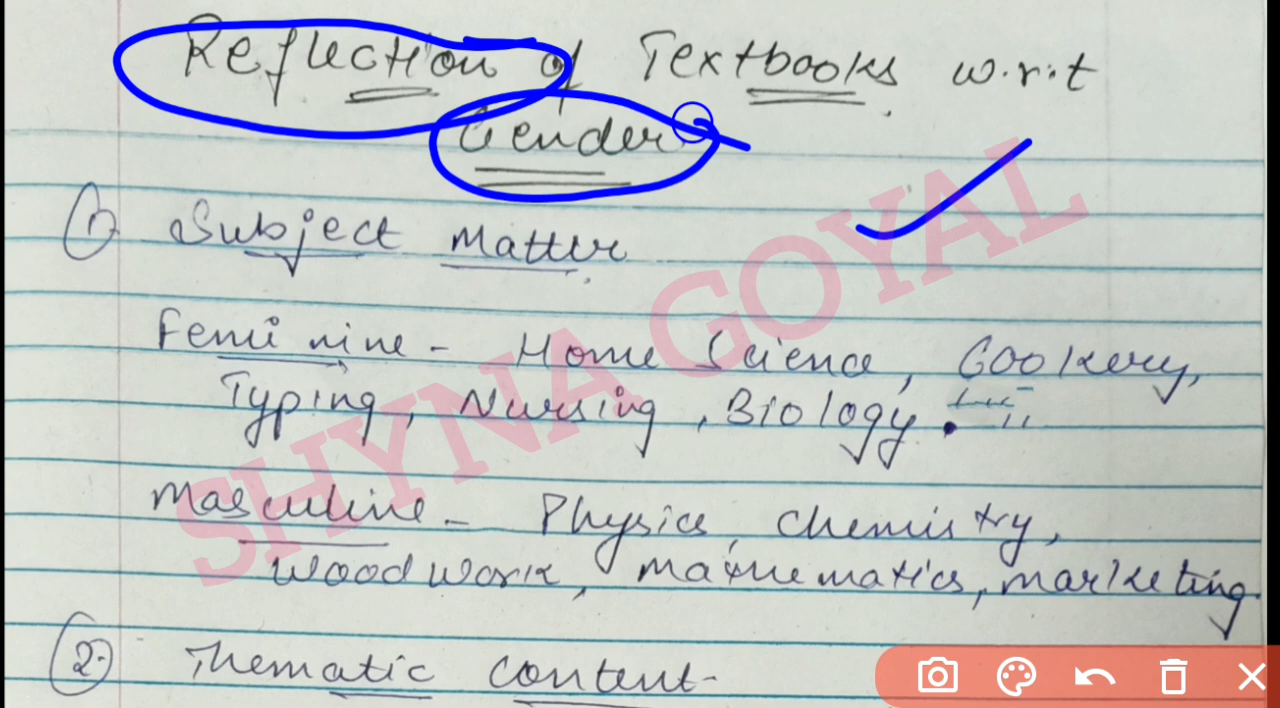 Reflection of Textbooks w.r.t
Gender
1. Subject Matter
Feminine - Home Science, Cookery,
Typing, Nursing, Biology
Masculine - Physics, Chemistry,
Woodwork, Mathematics, Marketing.
2. Thematic Content-
SHYNA GOYAL